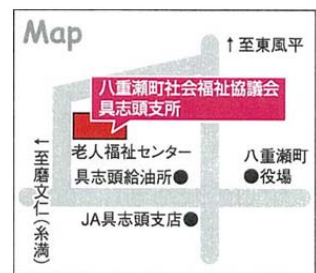 Map
↑至東風平
八重瀬町社会福祉協議会
具志頭支所
老人福祉センター
具志頭給油所●
八重瀬町
●役場
JA具志頭支店●
←至磨文仁(糸満)